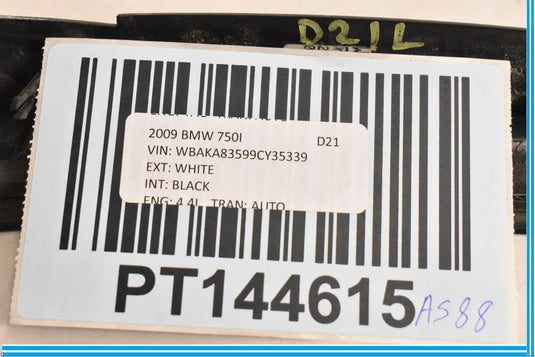 D21L
2009 BMW 750I D21
VIN: WBAKA83599CY35339
EXT: WHITE
INT: BLACK
ENG: 4.4L TRAN: AUTO
PT144615
AS88